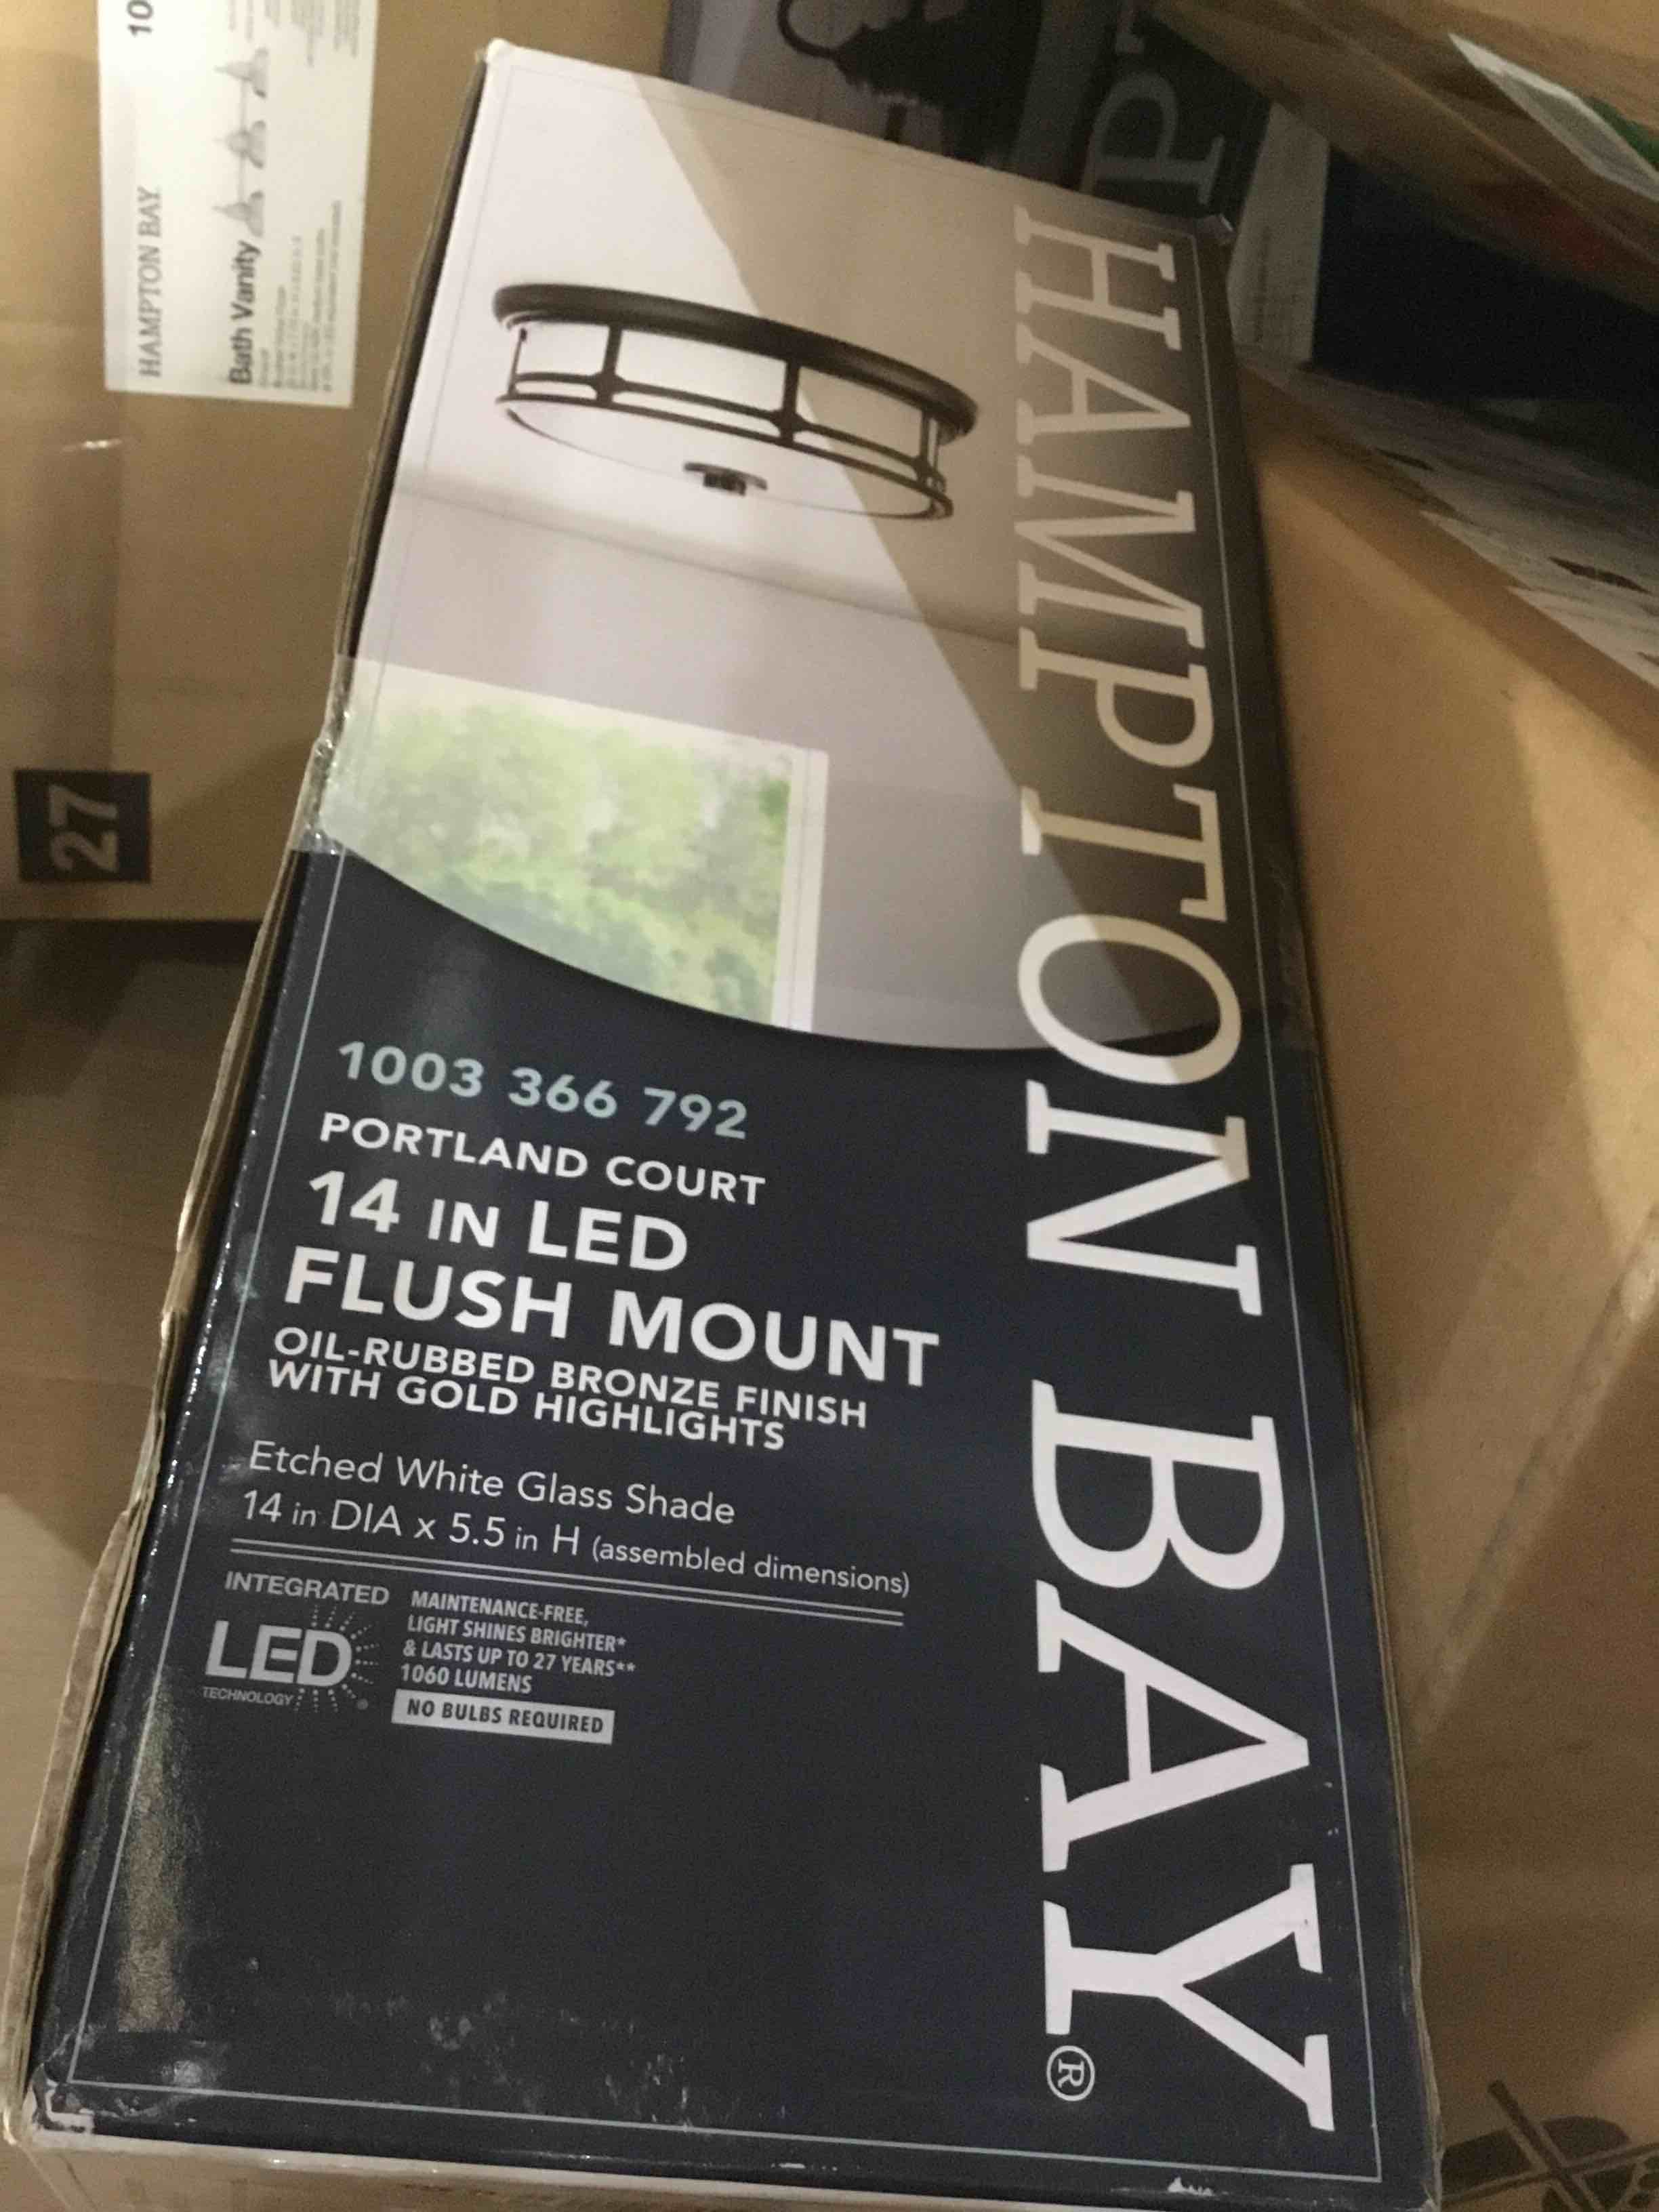 HAMPTON BAY®
1003 366 792
PORTLAND COURT
14 IN LED
FLUSH MOUNT
OIL-RUBBED BRONZE FINISH
WITH GOLD HIGHLIGHTS
Etched White Glass Shade
14 in DIA x 5.5 in H (assembled dimensions)
INTEGRATED
LED
TECHNOLOGY
MAINTENANCE-FREE,
LIGHT SHINES BRIGHTER*
& LASTS UP TO 27 YEARS**
1060 LUMENS
NO BULBS REQUIRED
10
HAMPTON BAY
Bath Vanity
27